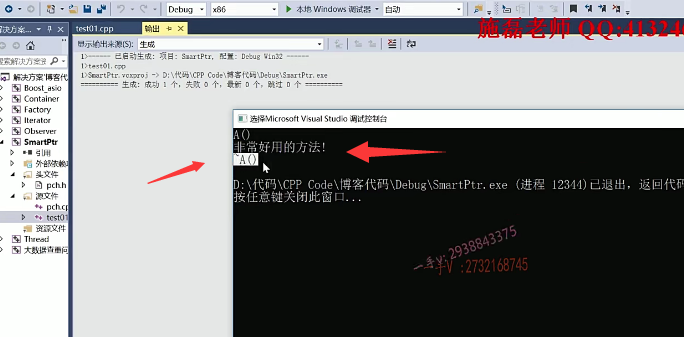 Debug
x86
本地 Windows 调试器
自动
施磊老师 QQ:413240
解决方案...
test01.cpp
输出
显示输出来源(S): 生成
1>------ 已启动生成: 项目: SmartPtr, 配置: Debug Win32 ------
1>test01.cpp
1>SmartPtr.vcxproj -> D:\代码\CPP Code\博客代码\Debug\SmartPtr.exe
========== 生成: 成功 1 个，失败 0 个，最新 0 个，跳过 0 个 ==========
解决方案"博客代
Boost_asio
Container
Factory
Iterator
Observer
SmartPtr
引用
外部依赖项
头文件
pch.h
源文件
pch.cp
test01
资源文件
Thread
大数据查重问
选择Microsoft Visual Studio 调试控制台
A()
非常好用的方法!
~A()
D:\代码\CPP Code\博客代码\Debug\SmartPtr.exe (进程 12344)已退出，返回代码
按任意键关闭此窗口...
一手v:2938843375
一手V :2732168745